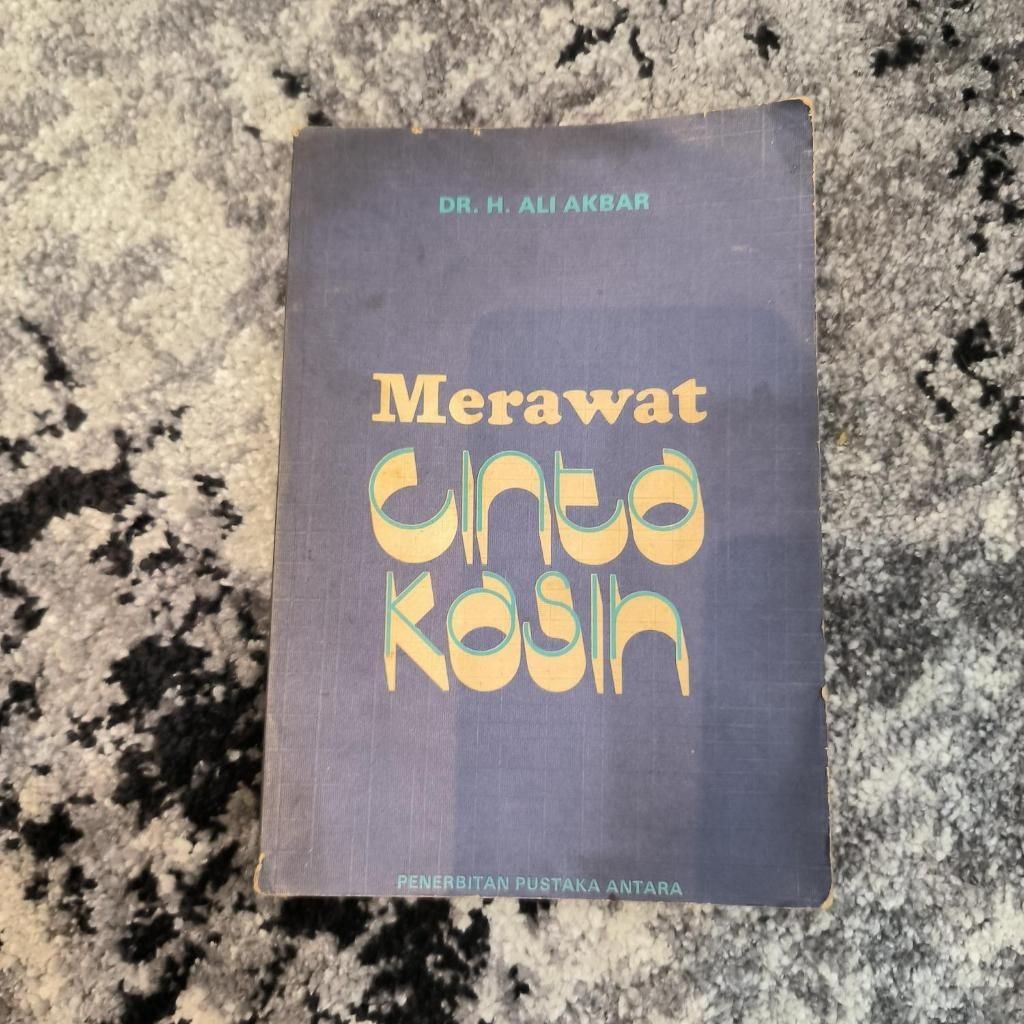 DR. H. ALI AKBAR
Merawat
Cinta
Kasih
PENERBITAN PUSTAKA ANTARA